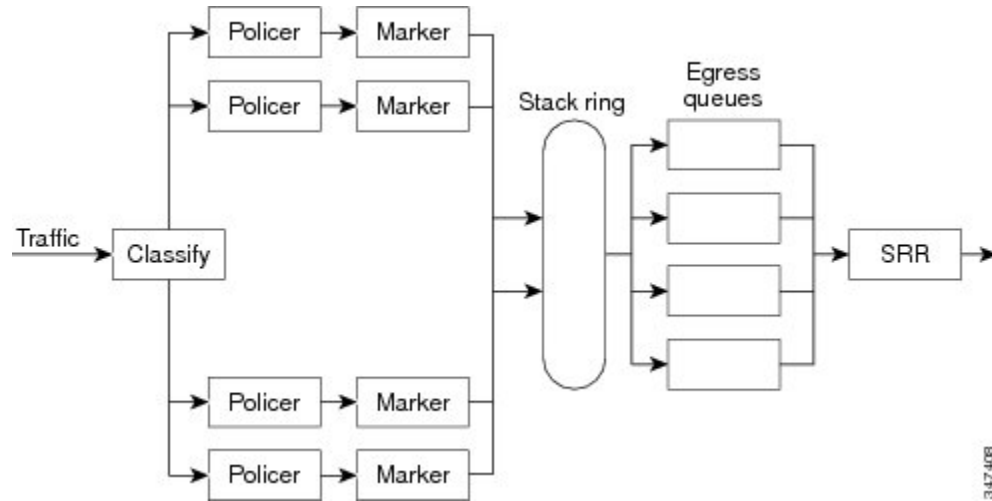 Policer
Marker
Policer
Marker
Egress
queues
Stack ring
Traffic
Classify
SRR
Policer
Marker
Policer
Marker
347408